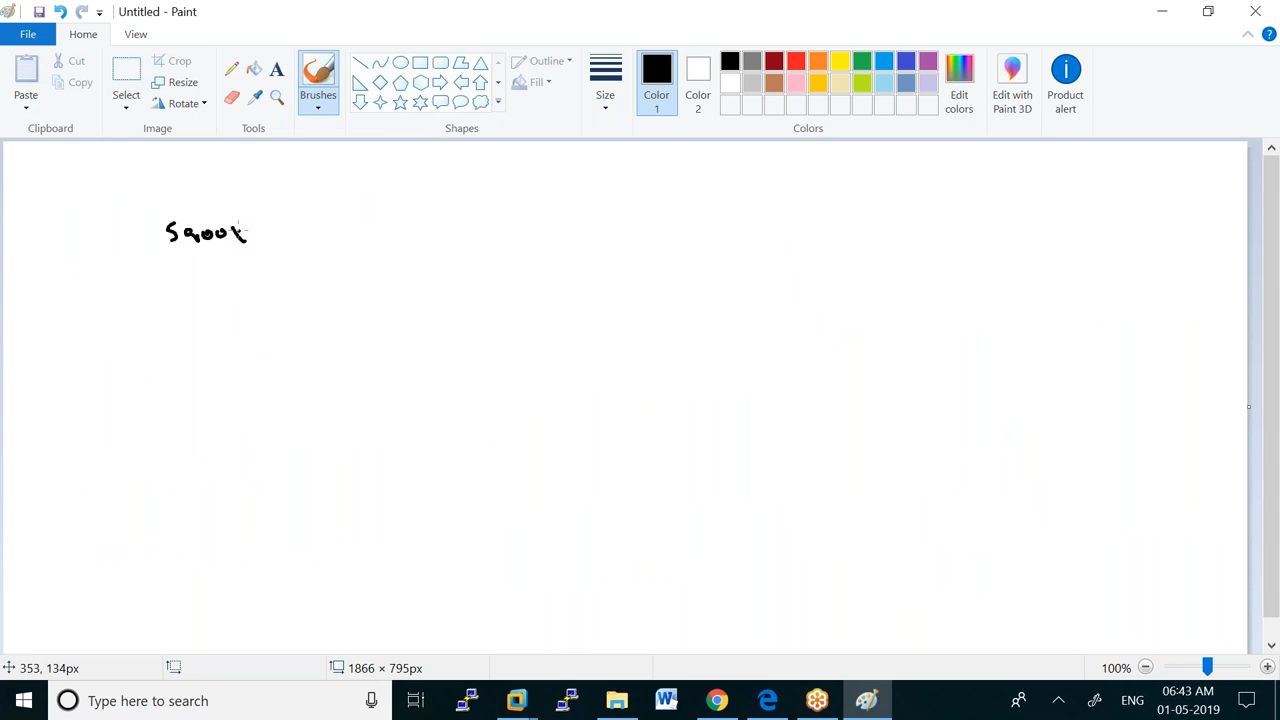 Untitled - Paint
File Home View
Paste Cut Copy Select Crop Resize Rotate Brushes Outline Fill Size Color 1 Color 2 Edit colors Edit with Paint 3D Product alert
Clipboard Image Tools Shapes Colors
353, 134px 1866 × 795px 100%
Type here to search ENG 06:43 AM
01-05-2019